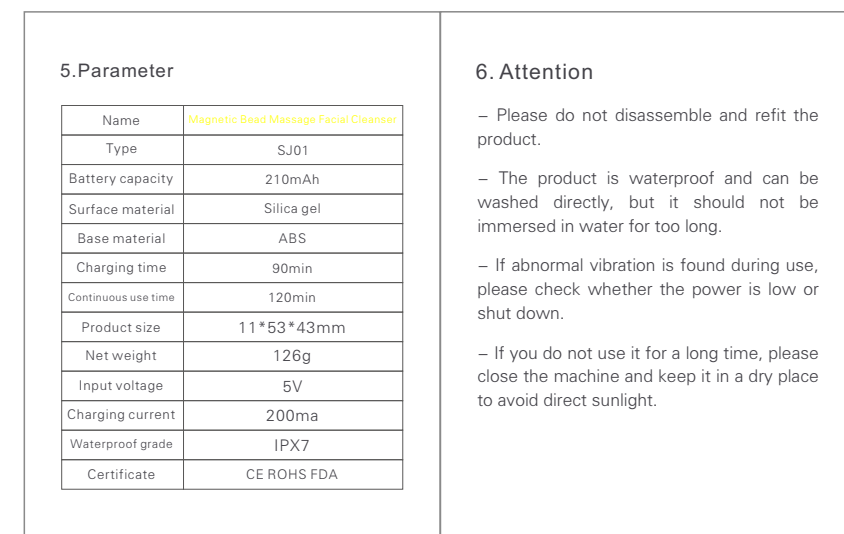 5.Parameter
Name Magnetic Bead Massage Facial Cleanser
Type SJ01
Battery capacity 210mAh
Surface material Silica gel
Base material ABS
Charging time 90min
Continuous use time 120min
Product size 11*53*43mm
Net weight 126g
Input voltage 5V
Charging current 200ma
Waterproof grade IPX7
Certificate CE ROHS FDA
6. Attention
– Please do not disassemble and refit the
product.
– The product is waterproof and can be
washed directly, but it should not be
immersed in water for too long.
– If abnormal vibration is found during use,
please check whether the power is low or
shut down.
– If you do not use it for a long time, please
close the machine and keep it in a dry place
to avoid direct sunlight.